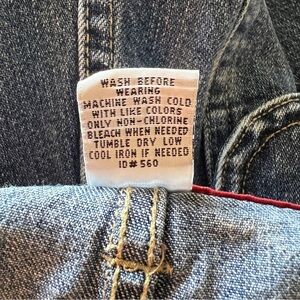 WASH BEFORE
WEARING
MACHINE WASH COLD
WITH LIKE COLORS
ONLY NON-CHLORINE
BLEACH WHEN NEEDED
TUMBLE DRY LOW
COOL IRON IF NEEDED
ID# 560